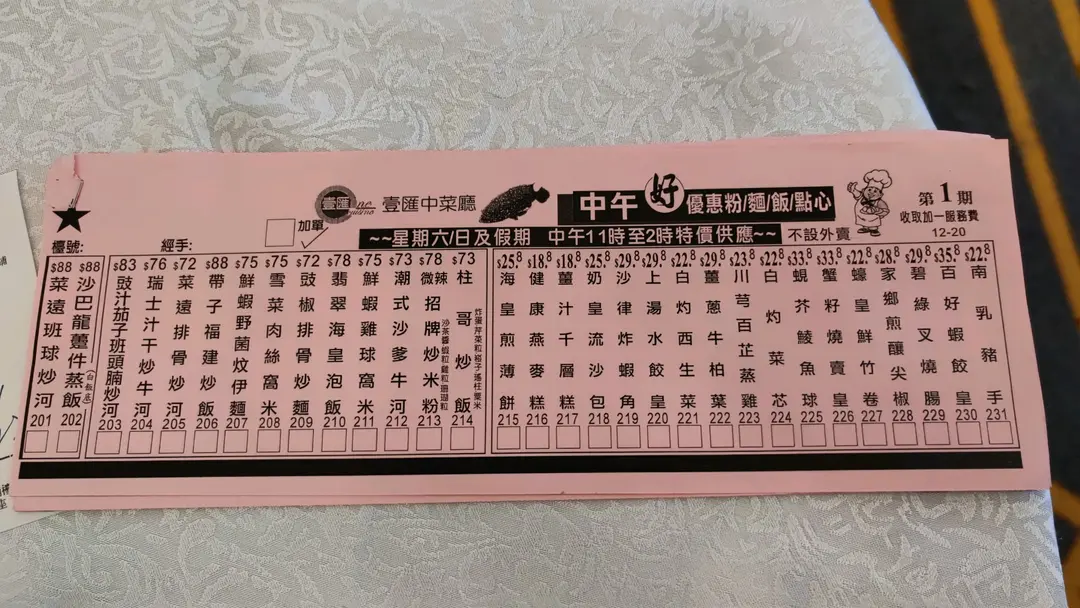 壹匯
壹匯中菜廳
中午好優惠粉/麵/飯/點心
第1期
收取加一服務費
12-20
加單
~~星期六/日及假期 中午11時至2時特價供應~~
不設外賣
檯號:
經手:
$88 菜遠班球炒河 201
$88 沙巴龍躉件蒸飯 202
$83 豉汁茄子班頭腩炒河 203
$76 瑞士汁干炒牛河 204
$72 菜遠排骨炒河 205
$88 帶子福建炒飯 206
$75 鮮蝦野菌炆伊麵 207
$75 雪菜肉絲窩米 208
$72 豉椒排骨炒麵 209
$78 翡翠海皇泡飯 210
$75 鮮蝦雞球窩米 211
$73 潮式沙爹牛河 212
$78 微辣招牌炒米粉 213
$73 柱哥炒飯 214
$25.8 海皇煎薄餅 215
$18.8 健康燕麥糕 216
$18.8 薑汁千層糕 217
$25.8 奶皇流沙包 218
$29.8 沙律炸蝦角 219
$29.8 上湯水餃皇 220
$22.8 白灼西生菜 221
$29.8 薑蔥牛柏葉 222
$23.8 川芎百芷蒸雞 223
$22.8 白灼菜芯 224
$33.8 蜆芥鯪魚球 225
$33.8 蟹籽燒賣皇 226
$22.8 蠔皇鮮竹卷 227
$28.8 家鄉煎釀尖椒 228
$29.8 碧綠叉燒腸 229
$35.8 百好蝦餃皇 230
$22.8 南乳豬手 231